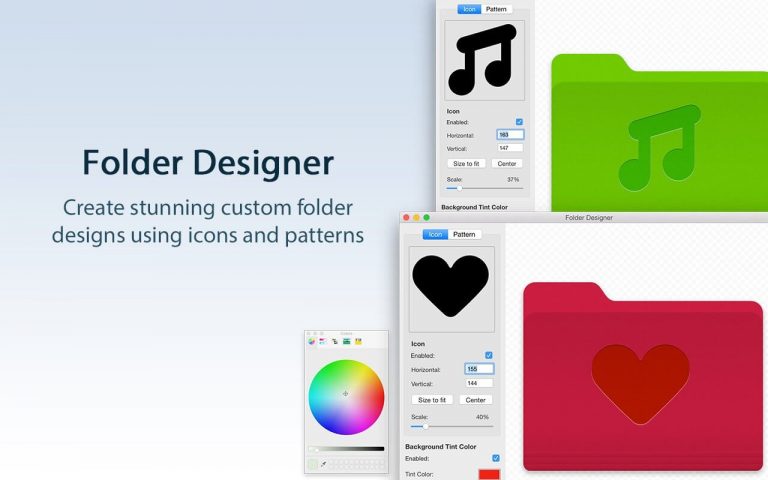 Folder Designer
Create stunning custom folder
designs using icons and patterns
Icon Pattern
Icon
Enabled:
Horizontal: 163
Vertical: 147
Size to fit Center
Scale: 37%
Background Tint Color
Folder Designer
Icon Pattern
Icon
Enabled:
Horizontal: 155
Vertical: 144
Size to fit Center
Scale: 40%
Background Tint Color
Enabled:
Tint Color:
Colors